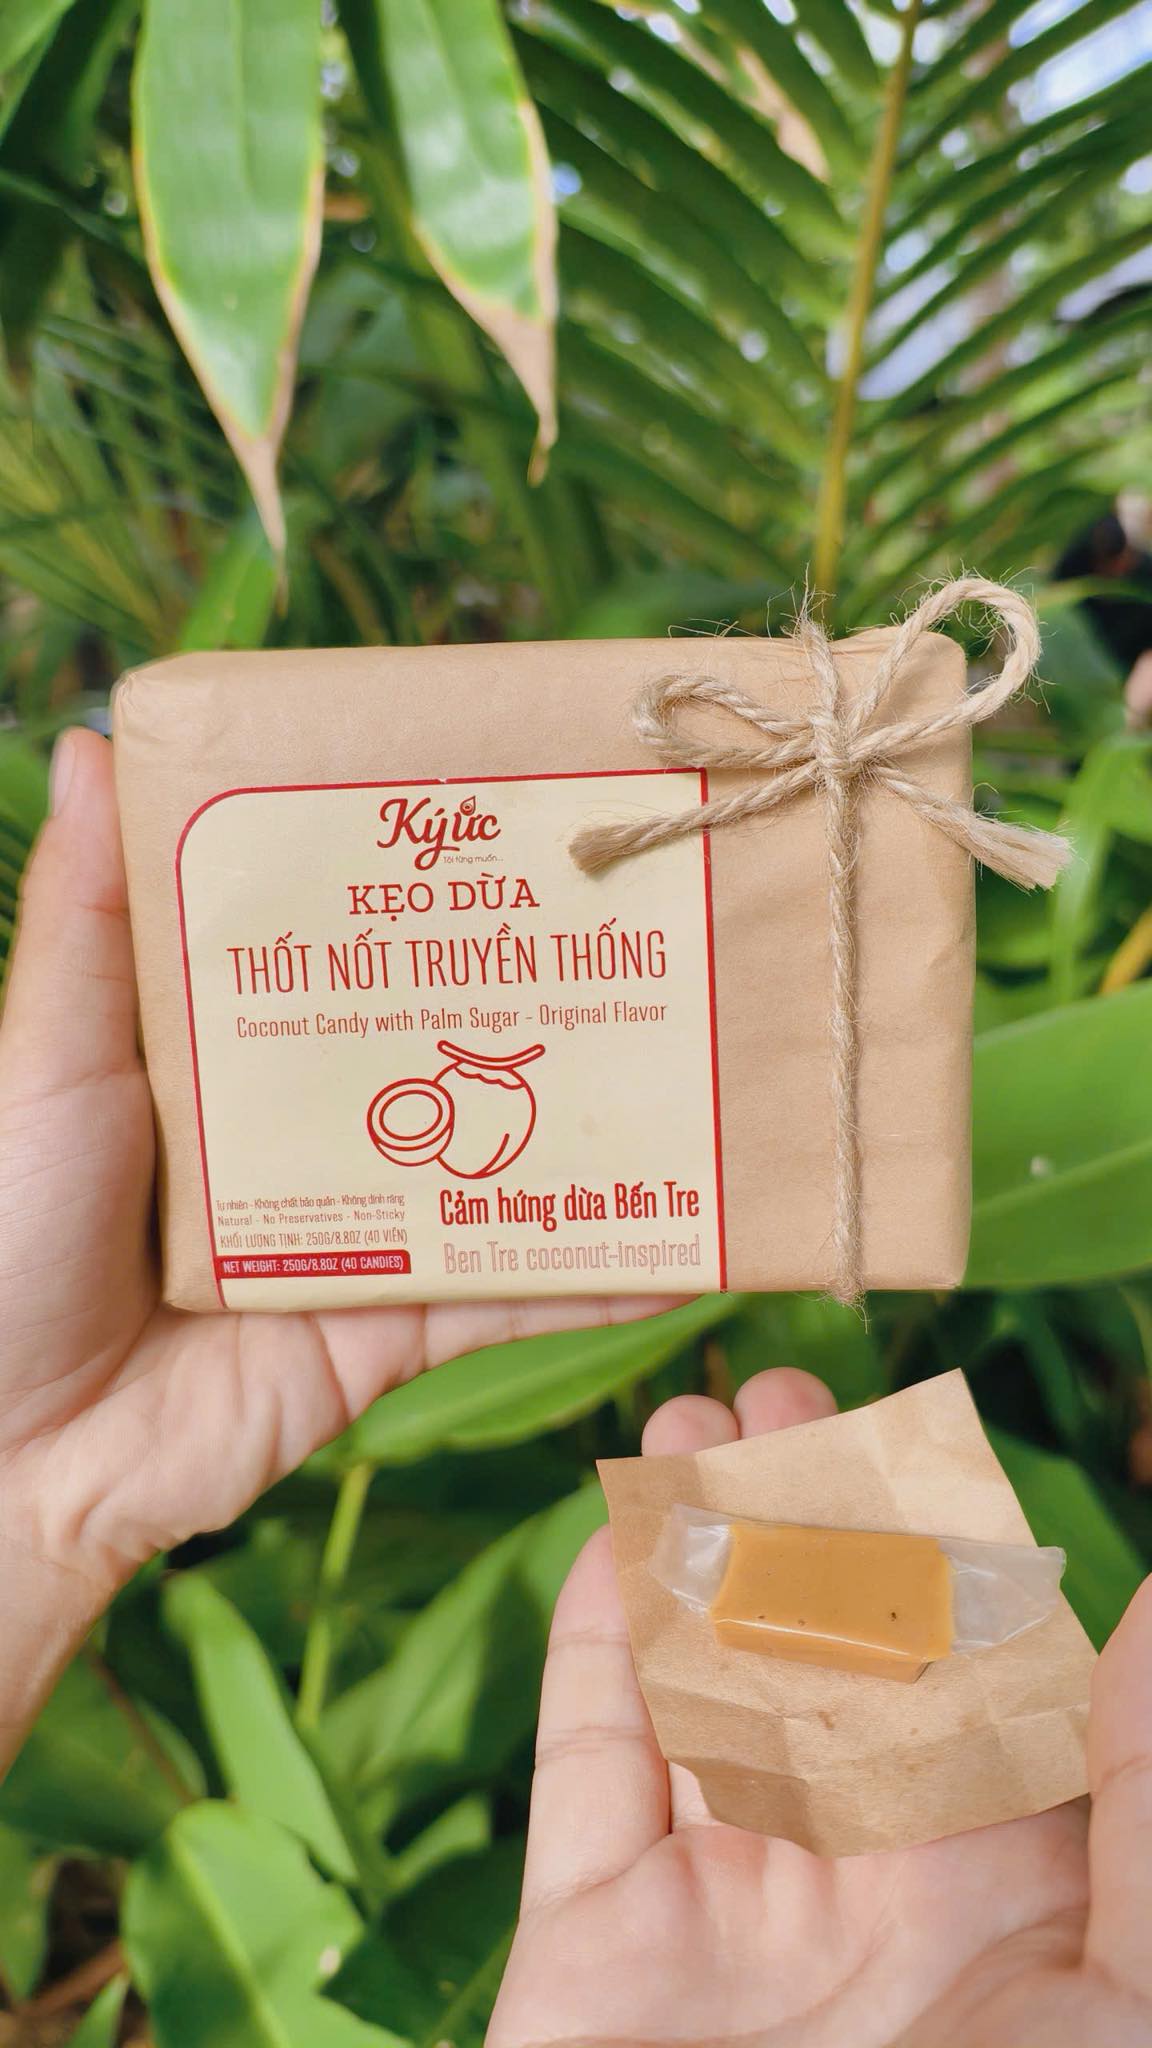 Ký ức
Tôi từng muốn...
KẸO DỪA
THỐT NỐT TRUYỀN THỐNG
Coconut Candy with Palm Sugar - Original Flavor
Tự nhiên - Không chất bảo quản - Không dính răng
Natural - No Preservatives - Non-Sticky
KHỐI LƯỢNG TỊNH: 250G/8.8OZ (40 VIÊN)
NET WEIGHT: 250G/8.8OZ (40 CANDIES)
Cảm hứng dừa Bến Tre
Ben Tre coconut-inspired